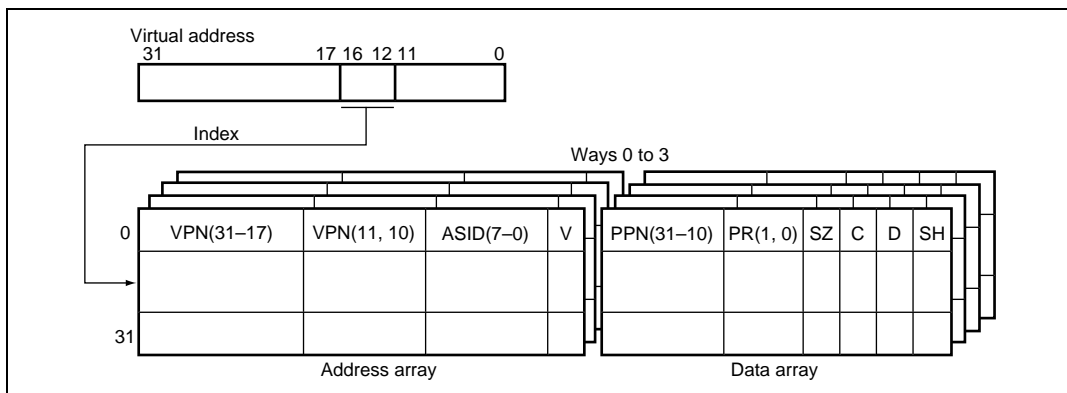 Virtual address
31 17 16 12 11 0
Index
Ways 0 to 3
0 VPN(31–17) VPN(11, 10) ASID(7–0) V PPN(31–10) PR(1, 0) SZ C D SH
31
Address array Data array